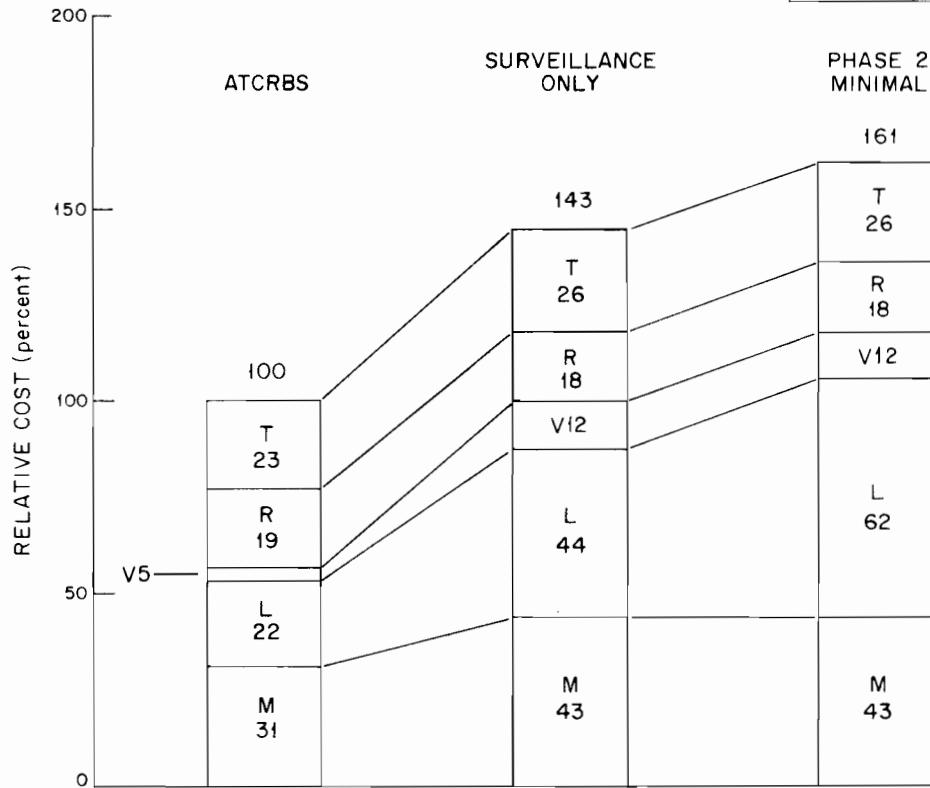 200
150
100
50
0
RELATIVE COST (percent)
ATCRBS
100
T
23
R
19
V5
L
22
M
31
SURVEILLANCE
ONLY
143
T
26
R
18
V12
L
44
M
43
PHASE 2
MINIMAL
161
T
26
R
18
V12
L
62
M
43